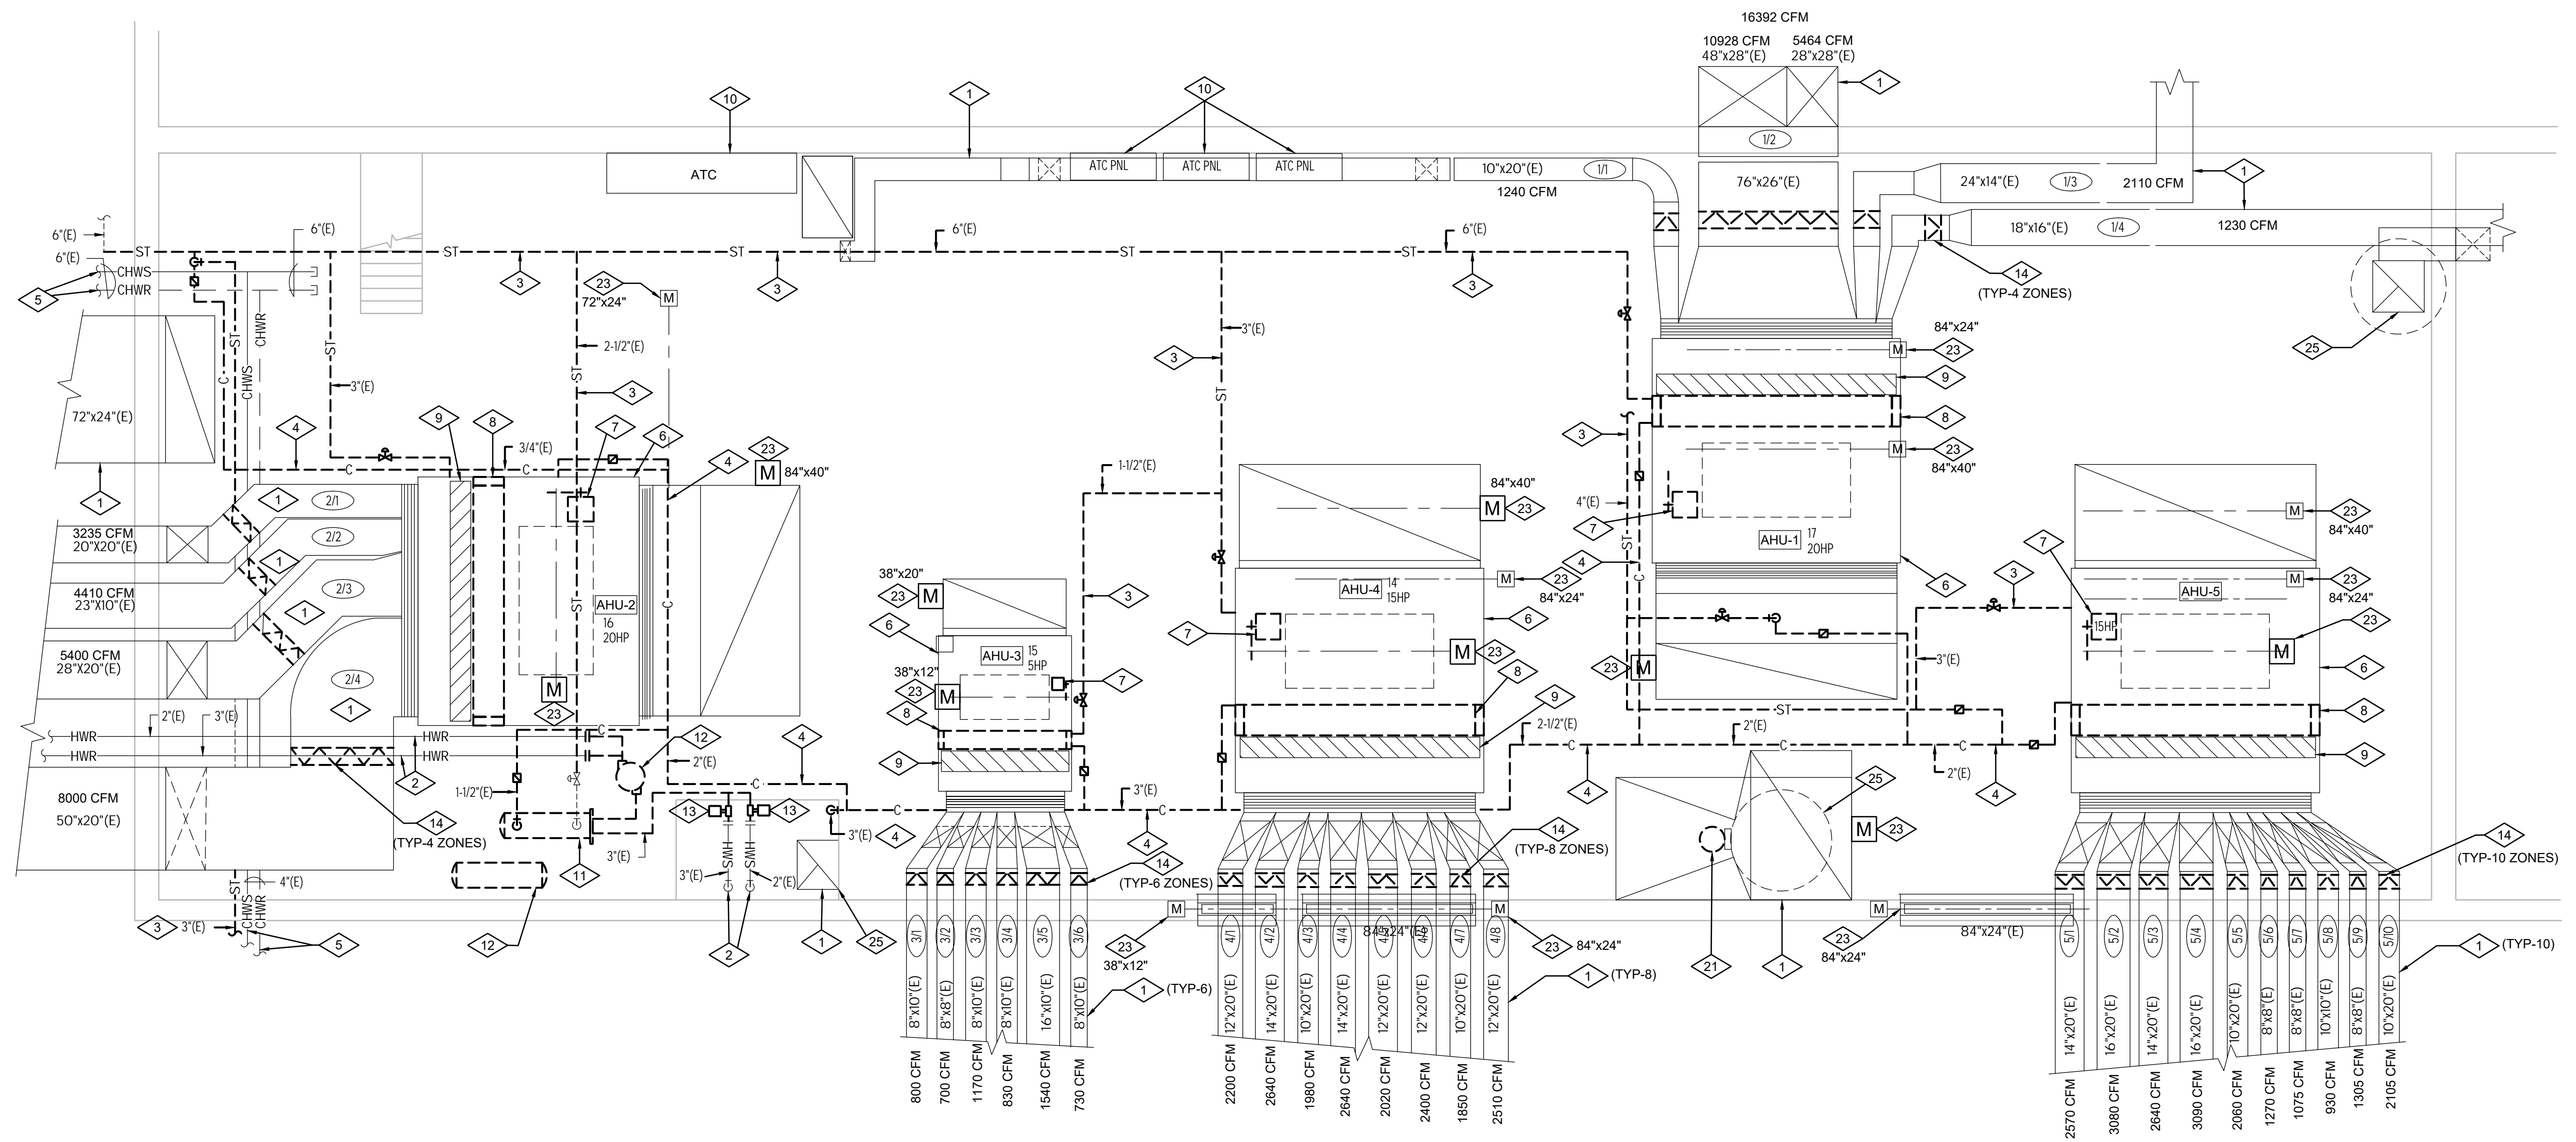 16392 CFM
10928 CFM
48"x28"(E)
5464 CFM
28"x28"(E)
1
1/2
10
1
10
ATC
ATC PNL
ATC PNL
ATC PNL
10"x20"(E)
1/1
1240 CFM
76"x26"(E)
24"x14"(E)
1/3
2110 CFM
1
18"x16"(E)
1/4
1230 CFM
14
(TYP-4 ZONES)
25
6"(E)
6"(E)
6"(E)
ST
ST
ST
ST
ST
6"(E)
6"(E)
3
3
3
CHWS
CHWR
5
ST
CHWS
CHWR
C
ST
3"(E)
23
72"x24"
M
2-1/2"(E)
ST
3
3"(E)
3
ST
72"x24"(E)
1
4
9
8
3/4"(E)
7
6
4
23
M
84"x40"
C
C
1
2/1
2/2
1
2/3
1
2/4
1
3235 CFM
20"X20"(E)
4410 CFM
23"X10"(E)
5400 CFM
28"X20"(E)
8000 CFM
50"x20"(E)
AHU-2
16
20HP
ST
C
M
23
2"(E)
3"(E)
HWR
HWR
HWR
HWR
2
14
(TYP-4 ZONES)
1-1/2"(E)
12
2"(E)
C
4
3"(E)
11
12
13
13
HWS
HWS
3"(E)
2"(E)
2
3"(E)
4
1
25
ST
CHWS
CHWR
4"(E)
3
3"(E)
5
1-1/2"(E)
3
38"x20"
23
M
6
AHU-3
15
5HP
38"x12"
23
M
7
8
9
C
3"(E)
C
4
14
(TYP-6 ZONES)
3/1
3/2
3/3
3/4
3/5
3/6
8"x10"(E)
8"x8"(E)
8"x10"(E)
8"x10"(E)
16"x10"(E)
8"x10"(E)
1
(TYP-6)
800 CFM
700 CFM
1170 CFM
830 CFM
1540 CFM
730 CFM
84"x40"
M
23
AHU-4
14
15HP
M
23
84"x24"
7
6
M
23
8
9
2-1/2"(E)
14
(TYP-8 ZONES)
M
23
38"x12"
M
23
84"x24"
84"x24"(E)
4/1
4/2
4/3
4/4
4/7
4/8
12"x20"(E)
14"x20"(E)
10"x20"(E)
14"x20"(E)
12"x20"(E)
12"x20"(E)
10"x20"(E)
12"x20"(E)
1
(TYP-8)
2200 CFM
2640 CFM
1980 CFM
2640 CFM
2020 CFM
2400 CFM
1850 CFM
2510 CFM
84"x24"
M
23
9
8
M
23
84"x40"
3
4"(E)
7
ST
4
C
AHU-1
17
20HP
6
23
M
ST
3"(E)
C
2"(E)
C
C
4
2"(E)
4
25
M
23
21
1
M
23
84"x24"
84"x24"(E)
3
M
23
84"x40"
M
23
84"x24"
AHU-5
7
15HP
23
M
6
8
9
14
(TYP-10 ZONES)
5/1
5/2
5/3
5/4
5/5
5/6
5/7
5/8
5/9
5/10
14"x20"(E)
16"x20"(E)
14"x20"(E)
16"x20"(E)
10"x20"(E)
8"x8"(E)
8"x8"(E)
10"x10"(E)
8"x8"(E)
10"x20"(E)
1
(TYP-10)
2570 CFM
3080 CFM
2640 CFM
3090 CFM
2060 CFM
1270 CFM
1075 CFM
930 CFM
1305 CFM
2105 CFM